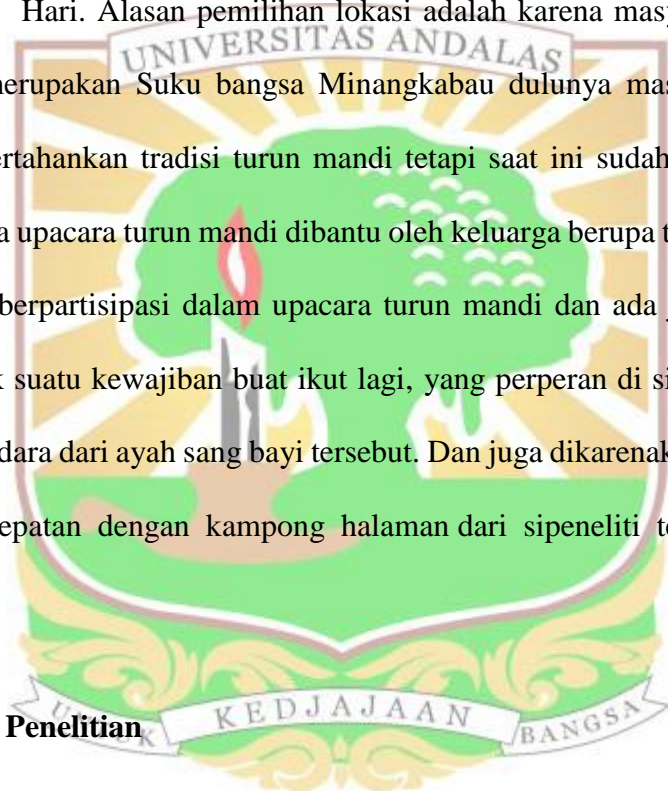 Hari. Alasan pemilihan lokasi adalah karena masy
UNIVERSITAS ANDALAS
merupakan Suku bangsa Minangkabau dulunya mas
ertahankan tradisi turun mandi tetapi saat ini sudah
a upacara turun mandi dibantu oleh keluarga berupa t
berpartisipasi dalam upacara turun mandi dan ada
k suatu kewajiban buat ikut lagi, yang perperan di si
dara dari ayah sang bayi tersebut. Dan juga dikarenak
epatan dengan kampong halaman dari sipeneliti te
Penelitian
UNTUK KEDJAJAAN BANGSA